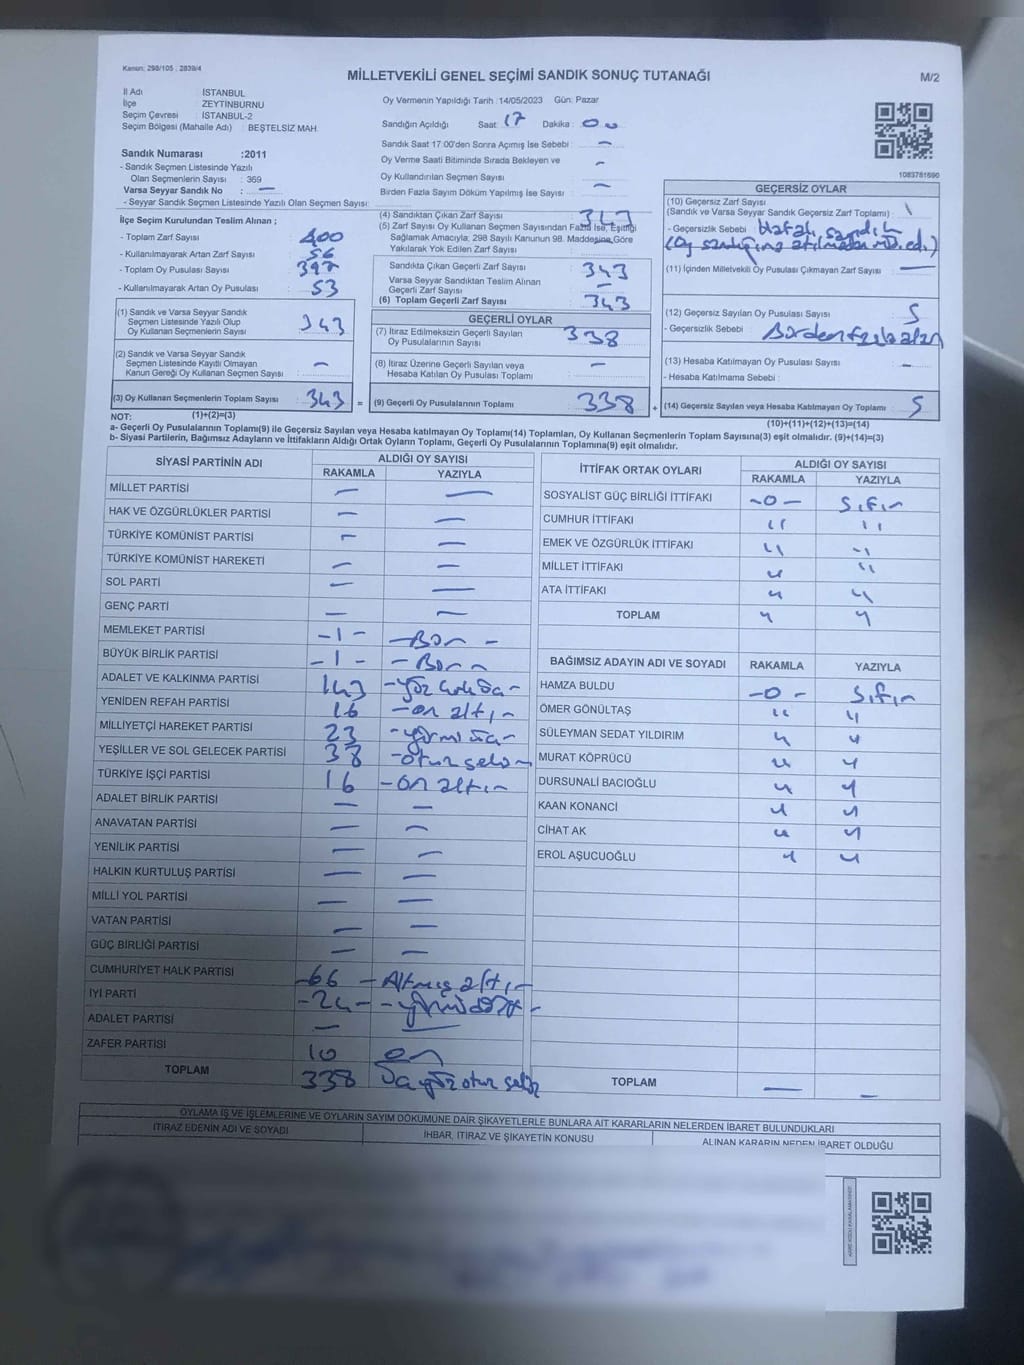 Kanun: 298/105 ; 2839/4
MİLLETVEKİLİ GENEL SEÇİMİ SANDIK SONUÇ TUTANAĞI
M/2
İl Adı : İSTANBUL
İlçe : ZEYTİNBURNU
Seçim Çevresi : İSTANBUL-2
Seçim Bölgesi (Mahalle Adı) : BEŞTELSİZ MAH.
Sandık Numarası :2011
- Sandık Seçmen Listesinde Yazılı
Olan Seçmenlerin Sayısı : 369
Varsa Seyyar Sandık No : —
- Seyyar Sandık Seçmen Listesinde Yazılı Olan Seçmen Sayısı:
Oy Vermenin Yapıldığı Tarih :14/05/2023 Gün: Pazar
Sandığın Açıldığı Saat: 17 Dakika : 00
Sandık Saat 17.00'den Sonra Açımış İse Sebebi : —
Oy Verme Saati Bitiminde Sırada Bekleyen ve
Oy Kullandırılan Seçmen Sayısı : —
Birden Fazla Sayım Döküm Yapılmış İse Sayısı : —
1083781690
İlçe Seçim Kurulundan Teslim Alınan ;
- Toplam Zarf Sayısı : 400
- Kullanılmayarak Artan Zarf Sayısı : 56
- Toplam Oy Pusulası Sayısı :
- Kullanılmayarak Artan Oy Pusulası : 53
(4) Sandıktan Çıkan Zarf Sayısı : 343
(5) Zarf Sayısı Oy Kullanan Seçmen Sayısından Fazla İse, Eşitliği
Sağlamak Amacıyla; 298 Sayılı Kanunun 98. Maddesine Göre
Yakılarak Yok Edilen Zarf Sayısı
Sandıkta Çıkan Geçerli Zarf Sayısı : 343
Varsa Seyyar Sandıktan Teslim Alınan
Geçerli Zarf Sayısı : —
(6) Toplam Geçerli Zarf Sayısı : 343
GEÇERSİZ OYLAR
(10) Geçersiz Zarf Sayısı
(Sandık ve Varsa Seyyar Sandık Geçersiz Zarf Toplamı) : \
- Geçersizlik Sebebi : Hatalı sandık
(Oy sandığına atılmadan
(11) İçinden Milletvekili Oy Pusulası Çıkmayan Zarf Sayısı : —
(12) Geçersiz Sayılan Oy Pusulası Sayısı : 5
- Geçersizlik Sebebi : Birden fazla alan
(13) Hesaba Katılmayan Oy Pusulası Sayısı : —
- Hesaba Katılmama Sebebi :
(14) Geçersiz Sayılan veya Hesaba Katılmayan Oy Toplamı : 5
(10)+(11)+(12)+(13)=(14)
(1) Sandık ve Varsa Seyyar Sandık
Seçmen Listesinde Yazılı Olup
Oy Kullanan Seçmenlerin Sayısı : 343
(2) Sandık ve Varsa Seyyar Sandık
Seçmen Listesinde Kayıtlı Olmayan
Kanun Gereği Oy Kullanan Seçmen Sayısı : —
(3) Oy Kullanan Seçmenlerin Toplam Sayısı : 343 =
(1)+(2)=(3)
GEÇERLİ OYLAR
(7) İtiraz Edilmeksizin Geçerli Sayılan
Oy Pusulalarının Sayısı : 338
(8) İtiraz Üzerine Geçerli Sayılan veya
Hesaba Katılan Oy Pusulası Toplamı : —
(9) Geçerli Oy Pusulalarının Toplamı : 338 +
NOT:
a- Geçerli Oy Pusulalarının Toplamı(9) ile Geçersiz Sayılan veya Hesaba katılmayan Oy Toplamı(14) Toplamları, Oy Kullanan Seçmenlerin Toplam Sayısına(3) eşit olmalıdır. (9)+(14)=(3)
b- Siyasi Partilerin, Bağımsız Adayların ve İttifakların Aldığı Ortak Oyların Toplamı, Geçerli Oy Pusulalarının Toplamına(9) eşit olmalıdır.
SİYASİ PARTİNİN ADI
ALDIĞI OY SAYISI
RAKAMLA YAZIYLA
MİLLET PARTİSİ — —
HAK VE ÖZGÜRLÜKLER PARTİSİ — —
TÜRKİYE KOMÜNİST PARTİSİ — —
TÜRKİYE KOMÜNİST HAREKETİ — —
SOL PARTİ — —
GENÇ PARTİ — —
MEMLEKET PARTİSİ -1- -Bir-
BÜYÜK BİRLİK PARTİSİ -1- -Bir
ADALET VE KALKINMA PARTİSİ 143
YENİDEN REFAH PARTİSİ 16 -on altı-
MİLLİYETÇİ HAREKET PARTİSİ 23
YEŞİLLER VE SOL GELECEK PARTİSİ 38
TÜRKİYE İŞÇİ PARTİSİ 16 -on altı-
ADALET BİRLİK PARTİSİ — —
ANAVATAN PARTİSİ — —
YENİLİK PARTİSİ — —
HALKIN KURTULUŞ PARTİSİ — —
MİLLİ YOL PARTİSİ — —
VATAN PARTİSİ — —
GÜÇ BİRLİĞİ PARTİSİ — —
CUMHURİYET HALK PARTİSİ -66 -Altmış altı-
İYİ PARTİ -24- -yirmidört-
ADALET PARTİSİ — —
ZAFER PARTİSİ 10 on
TOPLAM 338
İTTİFAK ORTAK OYLARI
ALDIĞI OY SAYISI
RAKAMLA YAZIYLA
SOSYALİST GÜÇ BİRLİĞİ İTTİFAKI -0- Sıfır
CUMHUR İTTİFAKI " "
EMEK VE ÖZGÜRLÜK İTTİFAKI " "
MİLLET İTTİFAKI " "
ATA İTTİFAKI " "
TOPLAM " "
BAĞIMSIZ ADAYIN ADI VE SOYADI RAKAMLA YAZIYLA
HAMZA BULDU -0- Sıfır
ÖMER GÖNÜLTAŞ " "
SÜLEYMAN SEDAT YILDIRIM " "
MURAT KÖPRÜCÜ " "
DURSUNALİ BACIOĞLU " "
KAAN KONANCİ " "
CİHAT AK " "
EROL AŞUCUOĞLU " "
TOPLAM — —
OYLAMA İŞ VE İŞLEMLERİNE VE OYLARIN SAYIM DÖKÜMÜNE DAİR ŞİKAYETLERLE BUNLARA AİT KARARLARIN NELERDEN İBARET BULUNDUKLARI
İTİRAZ EDENİN ADI VE SOYADI
İHBAR, İTİRAZ VE ŞİKAYETİN KONUSU
ALINAN KARARIN NEDEN İBARET OLDUĞU